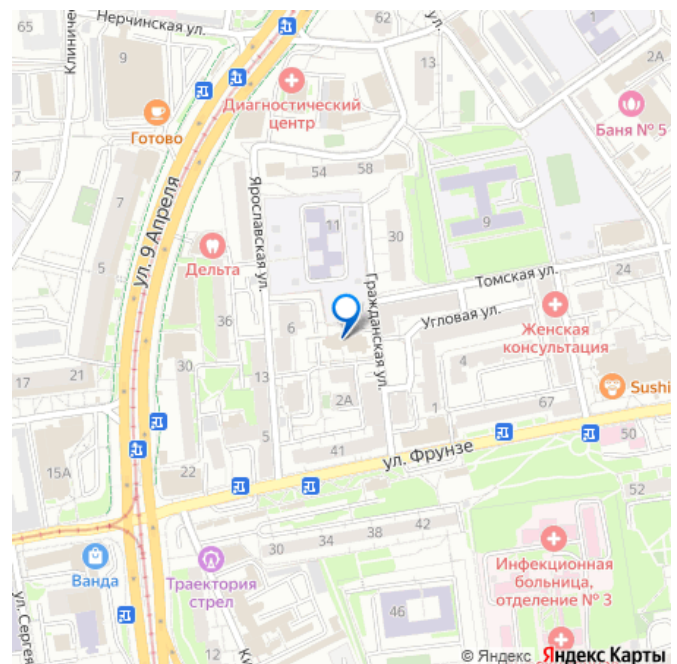 65
Нерчинская ул.
62
1
Клиничес
9
13
2А
Диагностический
центр
Готово
Баня № 5
67
54
58
ул. 9 Апреля
7
Ярославская ул.
11
30
9
5
Дельта
Гражданская ул.
Томская ул.
24
36
6
Угловая ул.
Женская
консультация
17
21
30
13
2А
4
Sushi
1
67
5
41
ул. Фрунзе
50
15А
22
52
42
38
34
30
Ванда
Траектория
стрел
Инфекционная
больница,
отделение № 3
46
ул. Сергея
12
© Яндекс Яндекс Карты